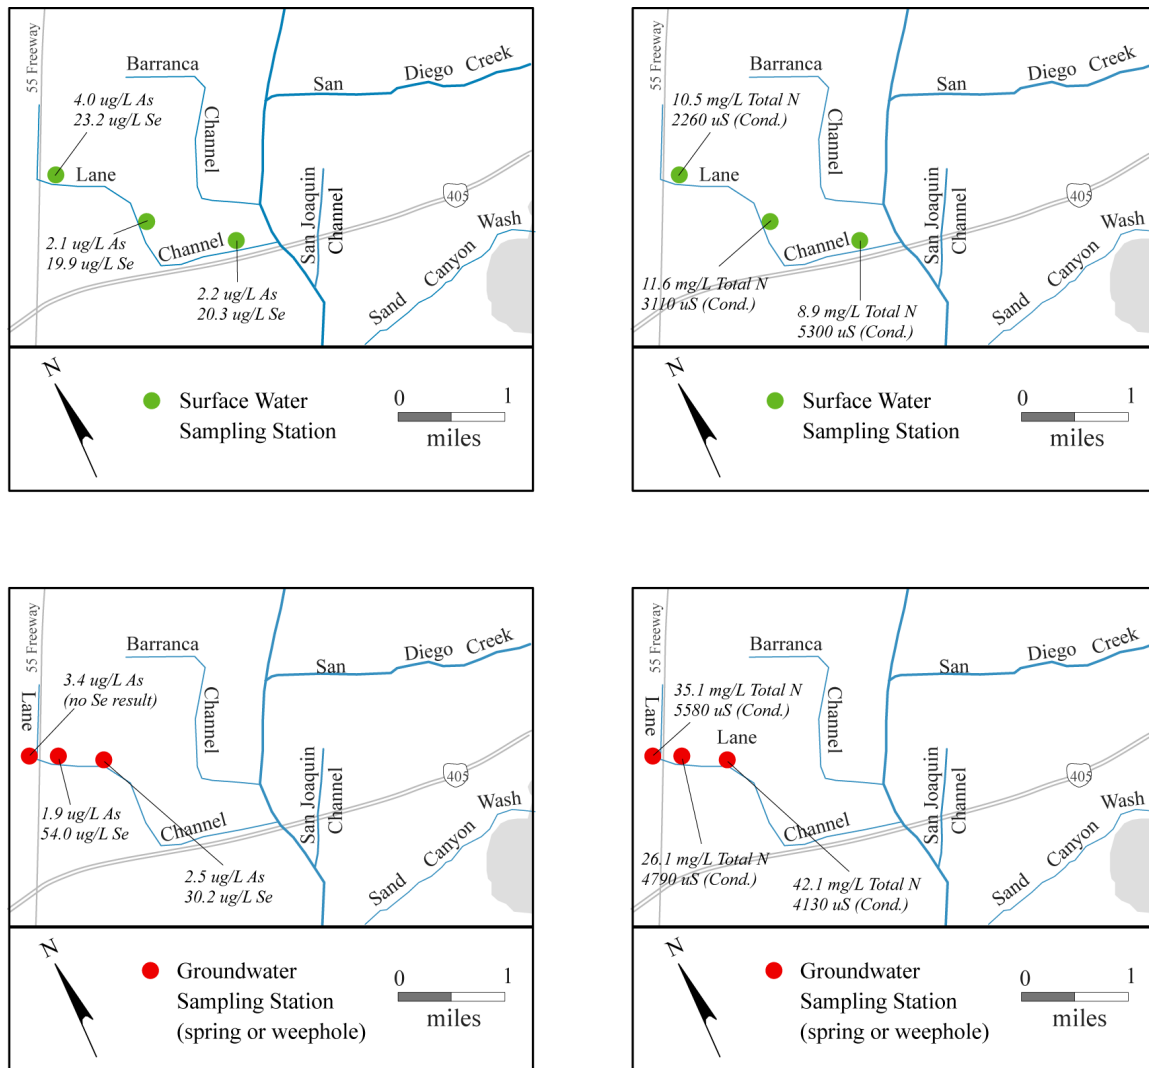 55 Freeway
Barranca
Channel
San Diego Creek
4.0 ug/L As
23.2 ug/L Se
Lane
2.1 ug/L As
19.9 ug/L Se
Channel
2.2 ug/L As
20.3 ug/L Se
San Joaquin
Channel
405
Sand Canyon Wash
N
Surface Water
Sampling Station
0 1
miles
55 Freeway
Barranca
Channel
San Diego Creek
10.5 mg/L Total N
2260 uS (Cond.)
Lane
11.6 mg/L Total N
3110 uS (Cond.)
Channel
8.9 mg/L Total N
5300 uS (Cond.)
San Joaquin
Channel
405
Sand Canyon Wash
N
Surface Water
Sampling Station
0 1
miles
55 Freeway
Barranca
Channel
San Diego Creek
Lane
3.4 ug/L As
(no Se result)
1.9 ug/L As
54.0 ug/L Se
Channel
2.5 ug/L As
30.2 ug/L Se
San Joaquin
Channel
405
Sand Canyon Wash
N
Groundwater
Sampling Station
(spring or weephole)
0 1
miles
55 Freeway
Barranca
Channel
San Diego Creek
Lane
35.1 mg/L Total N
5580 uS (Cond.)
Lane
26.1 mg/L Total N
4790 uS (Cond.)
Channel
42.1 mg/L Total N
4130 uS (Cond.)
San Joaquin
Channel
405
Sand Canyon Wash
N
Groundwater
Sampling Station
(spring or weephole)
0 1
miles